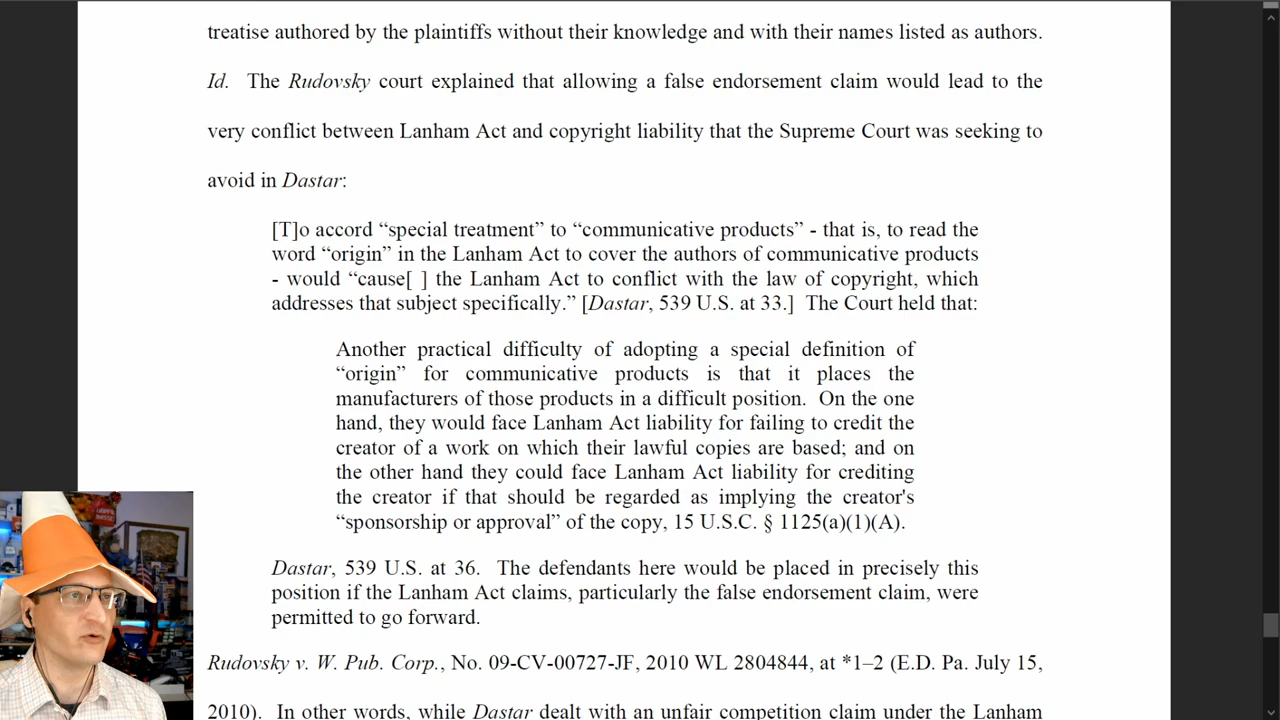 treatise authored by the plaintiffs without their knowledge and with their names listed as authors.
Id. The Rudovsky court explained that allowing a false endorsement claim would lead to the
very conflict between Lanham Act and copyright liability that the Supreme Court was seeking to
avoid in Dastar:
[T]o accord “special treatment” to “communicative products” - that is, to read the
word “origin” in the Lanham Act to cover the authors of communicative products
- would “cause[ ] the Lanham Act to conflict with the law of copyright, which
addresses that subject specifically.” [Dastar, 539 U.S. at 33.] The Court held that:
Another practical difficulty of adopting a special definition of
“origin” for communicative products is that it places the
manufacturers of those products in a difficult position. On the one
hand, they would face Lanham Act liability for failing to credit the
creator of a work on which their lawful copies are based; and on
the other hand they could face Lanham Act liability for crediting
the creator if that should be regarded as implying the creator's
“sponsorship or approval” of the copy, 15 U.S.C. § 1125(a)(1)(A).
Dastar, 539 U.S. at 36. The defendants here would be placed in precisely this
position if the Lanham Act claims, particularly the false endorsement claim, were
permitted to go forward.
Rudovsky v. W. Pub. Corp., No. 09-CV-00727-JF, 2010 WL 2804844, at *1–2 (E.D. Pa. July 15,
2010). In other words, while Dastar dealt with an unfair competition claim under the Lanham